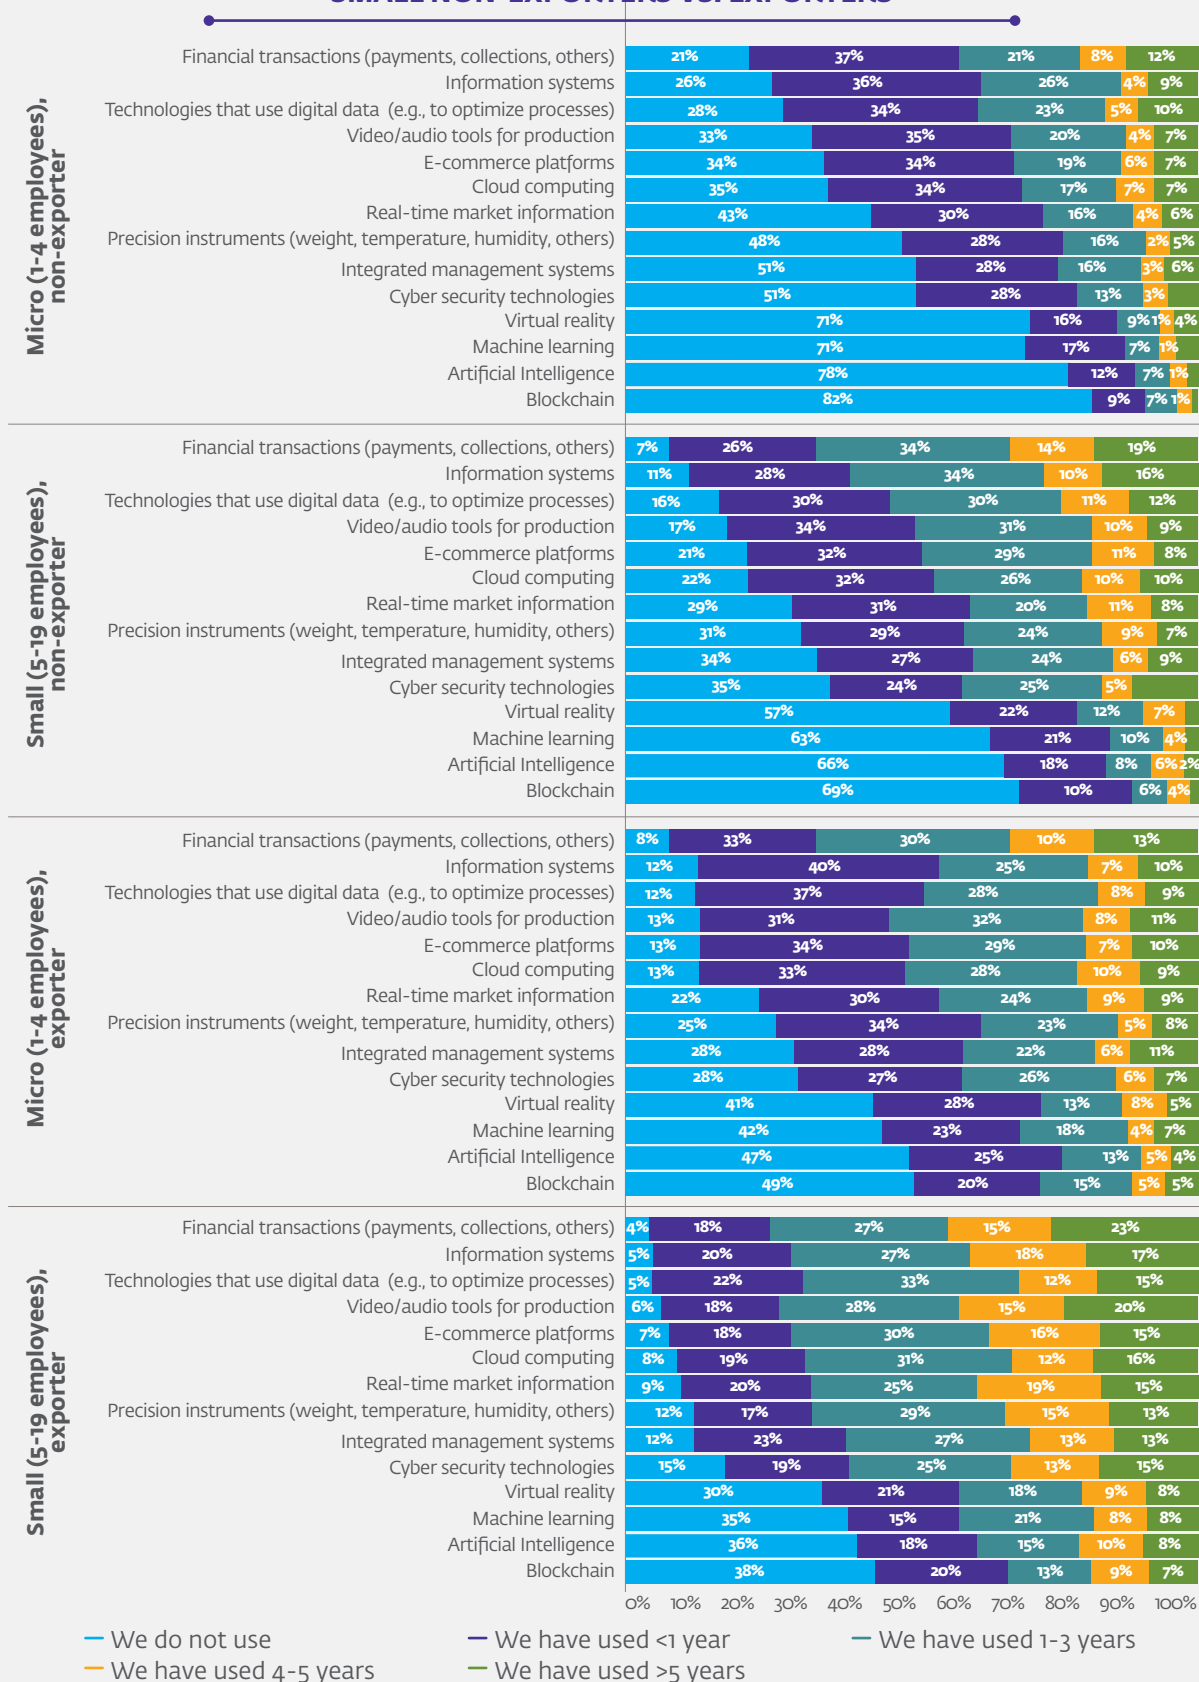 SMALL NON-EXPORTERS VS. EXPORTERS
Micro (1-4 employees),
non-exporter
Financial transactions (payments, collections, others) 21% 37% 21% 8% 12%
Information systems 26% 36% 26% 4% 9%
Technologies that use digital data (e.g., to optimize processes) 28% 34% 23% 5% 10%
Video/audio tools for production 33% 35% 20% 4% 7%
E-commerce platforms 34% 34% 19% 6% 7%
Cloud computing 35% 34% 17% 7% 7%
Real-time market information 43% 30% 16% 4% 6%
Precision instruments (weight, temperature, humidity, others) 48% 28% 16% 2% 5%
Integrated management systems 51% 28% 16% 3% 6%
Cyber security technologies 51% 28% 13% 3%
Virtual reality 71% 16% 9% 1% 4%
Machine learning 71% 17% 7% 1%
Artificial Intelligence 78% 12% 7% 1%
Blockchain 82% 9% 7% 1%
Small (5-19 employees),
non-exporter
Financial transactions (payments, collections, others) 7% 26% 34% 14% 19%
Information systems 11% 28% 34% 10% 16%
Technologies that use digital data (e.g., to optimize processes) 16% 30% 30% 11% 12%
Video/audio tools for production 17% 34% 31% 10% 9%
E-commerce platforms 21% 32% 29% 11% 8%
Cloud computing 22% 32% 26% 10% 10%
Real-time market information 29% 31% 20% 11% 8%
Precision instruments (weight, temperature, humidity, others) 31% 29% 24% 9% 7%
Integrated management systems 34% 27% 24% 6% 9%
Cyber security technologies 35% 24% 25% 5%
Virtual reality 57% 22% 12% 7%
Machine learning 63% 21% 10% 4%
Artificial Intelligence 66% 18% 8% 6% 2%
Blockchain 69% 10% 6% 4%
Micro (1-4 employees),
exporter
Financial transactions (payments, collections, others) 8% 33% 30% 10% 13%
Information systems 12% 40% 25% 7% 10%
Technologies that use digital data (e.g., to optimize processes) 12% 37% 28% 8% 9%
Video/audio tools for production 13% 31% 32% 8% 11%
E-commerce platforms 13% 34% 29% 7% 10%
Cloud computing 13% 33% 28% 10% 9%
Real-time market information 22% 30% 24% 9% 9%
Precision instruments (weight, temperature, humidity, others) 25% 34% 23% 5% 8%
Integrated management systems 28% 28% 22% 6% 11%
Cyber security technologies 28% 27% 26% 6% 7%
Virtual reality 41% 28% 13% 8% 5%
Machine learning 42% 23% 18% 4% 7%
Artificial Intelligence 47% 25% 13% 5% 4%
Blockchain 49% 20% 15% 5% 5%
Small (5-19 employees),
exporter
Financial transactions (payments, collections, others) 4% 18% 27% 15% 23%
Information systems 5% 20% 27% 18% 17%
Technologies that use digital data (e.g., to optimize processes) 5% 22% 33% 12% 15%
Video/audio tools for production 6% 18% 28% 15% 20%
E-commerce platforms 7% 18% 30% 16% 15%
Cloud computing 8% 19% 31% 12% 16%
Real-time market information 9% 20% 25% 19% 15%
Precision instruments (weight, temperature, humidity, others) 12% 17% 29% 15% 13%
Integrated management systems 12% 23% 27% 13% 13%
Cyber security technologies 15% 19% 25% 13% 15%
Virtual reality 30% 21% 18% 9% 8%
Machine learning 35% 15% 21% 8% 8%
Artificial Intelligence 36% 18% 15% 10% 8%
Blockchain 38% 20% 13% 9% 7%
0% 10% 20% 30% 40% 50% 60% 70% 80% 90% 100%
We do not use We have used <1 year We have used 1-3 years
We have used 4-5 years We have used >5 years